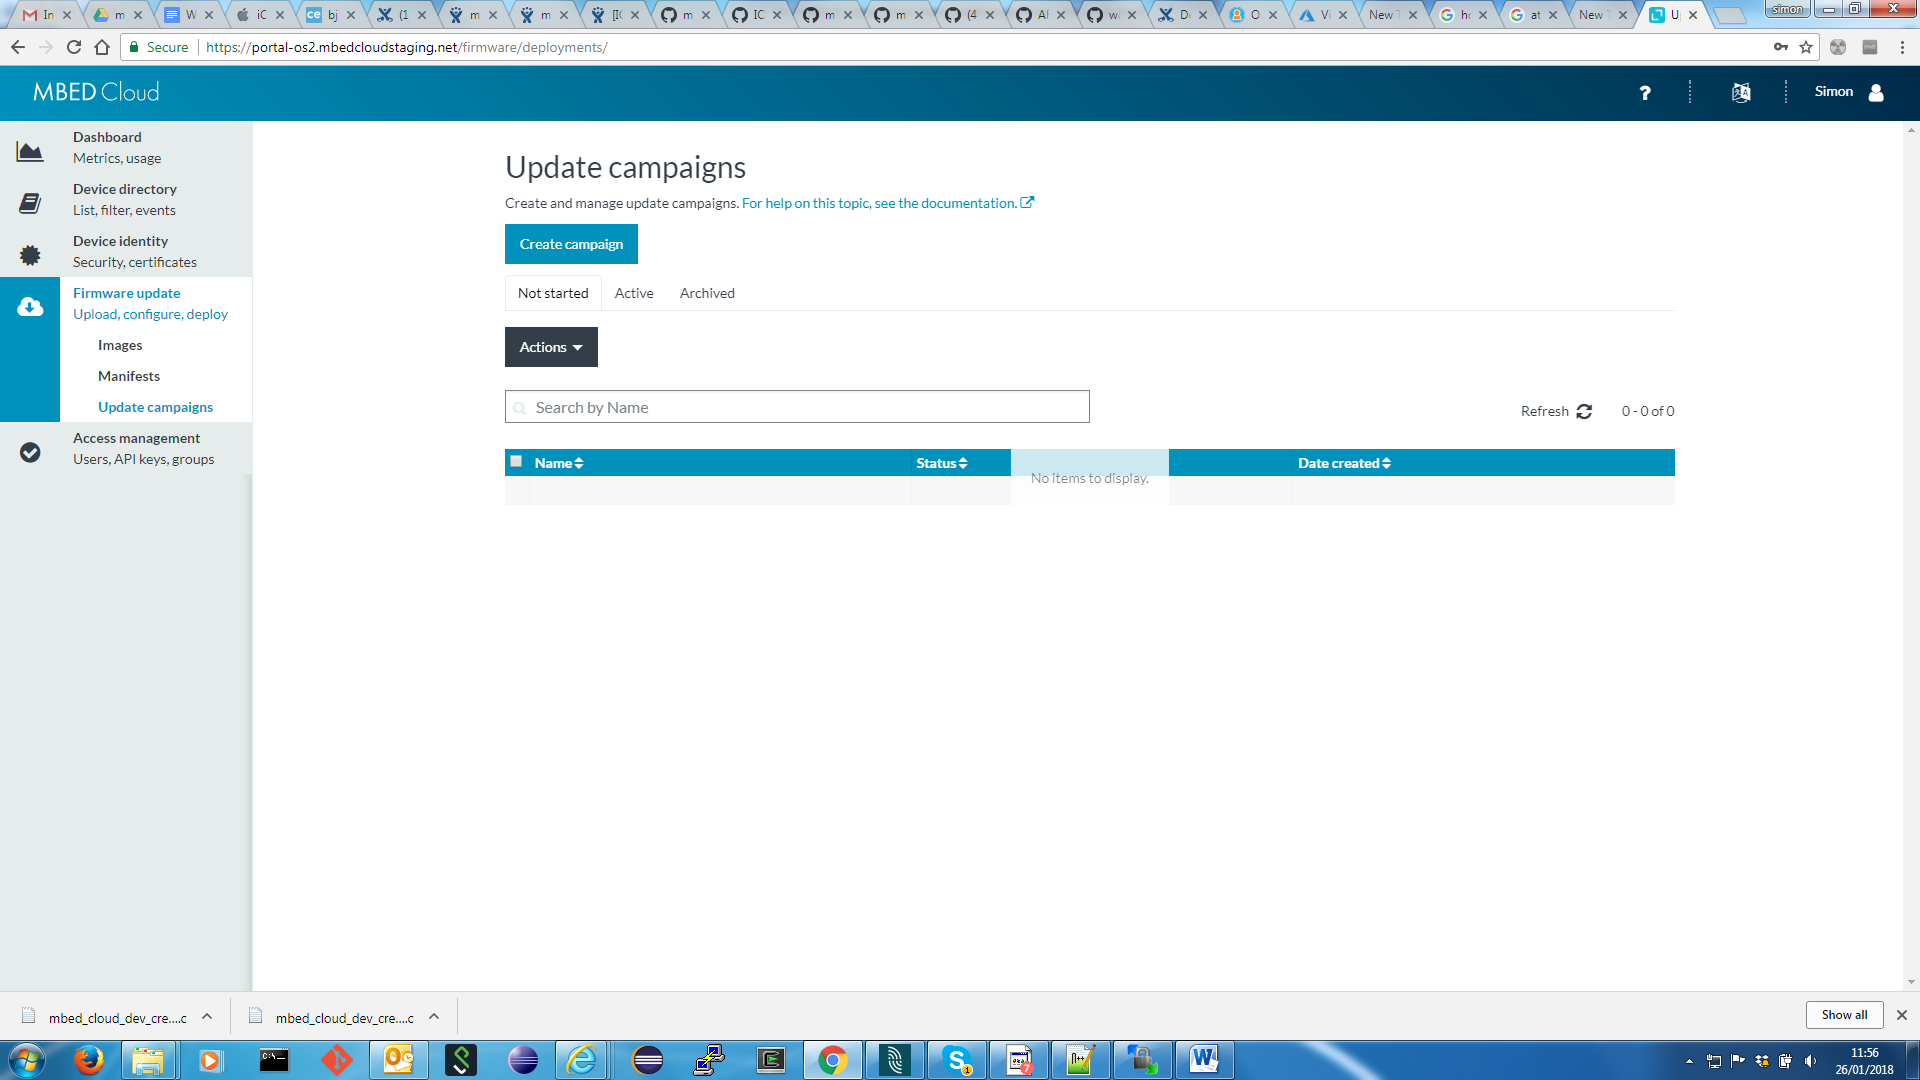 In
m
W
iC
bj
(1
m
m
[IC
m
IC
m
m
(4
Al
w
D
O
Vi
New
h
at
New
U
simon
Secure
https://portal-os2.mbedcloudstaging.net/firmware/deployments/
MBED Cloud
?
Simon
Dashboard
Metrics, usage
Device directory
List, filter, events
Device identity
Security, certificates
Firmware update
Upload, configure, deploy
Images
Manifests
Update campaigns
Access management
Users, API keys, groups
Update campaigns
Create and manage update campaigns. For help on this topic, see the documentation.
Create campaign
Not started Active Archived
Actions
Search by Name
Refresh 0 - 0 of 0
Name Status Date created
No items to display.
mbed_cloud_dev_cre....c
mbed_cloud_dev_cre....c
Show all
11:56
26/01/2018